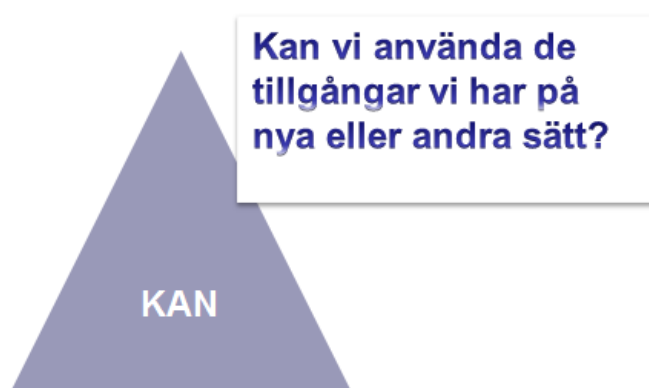 Kan vi använda de
tillgångar vi har på
nya eller andra sätt?
KAN